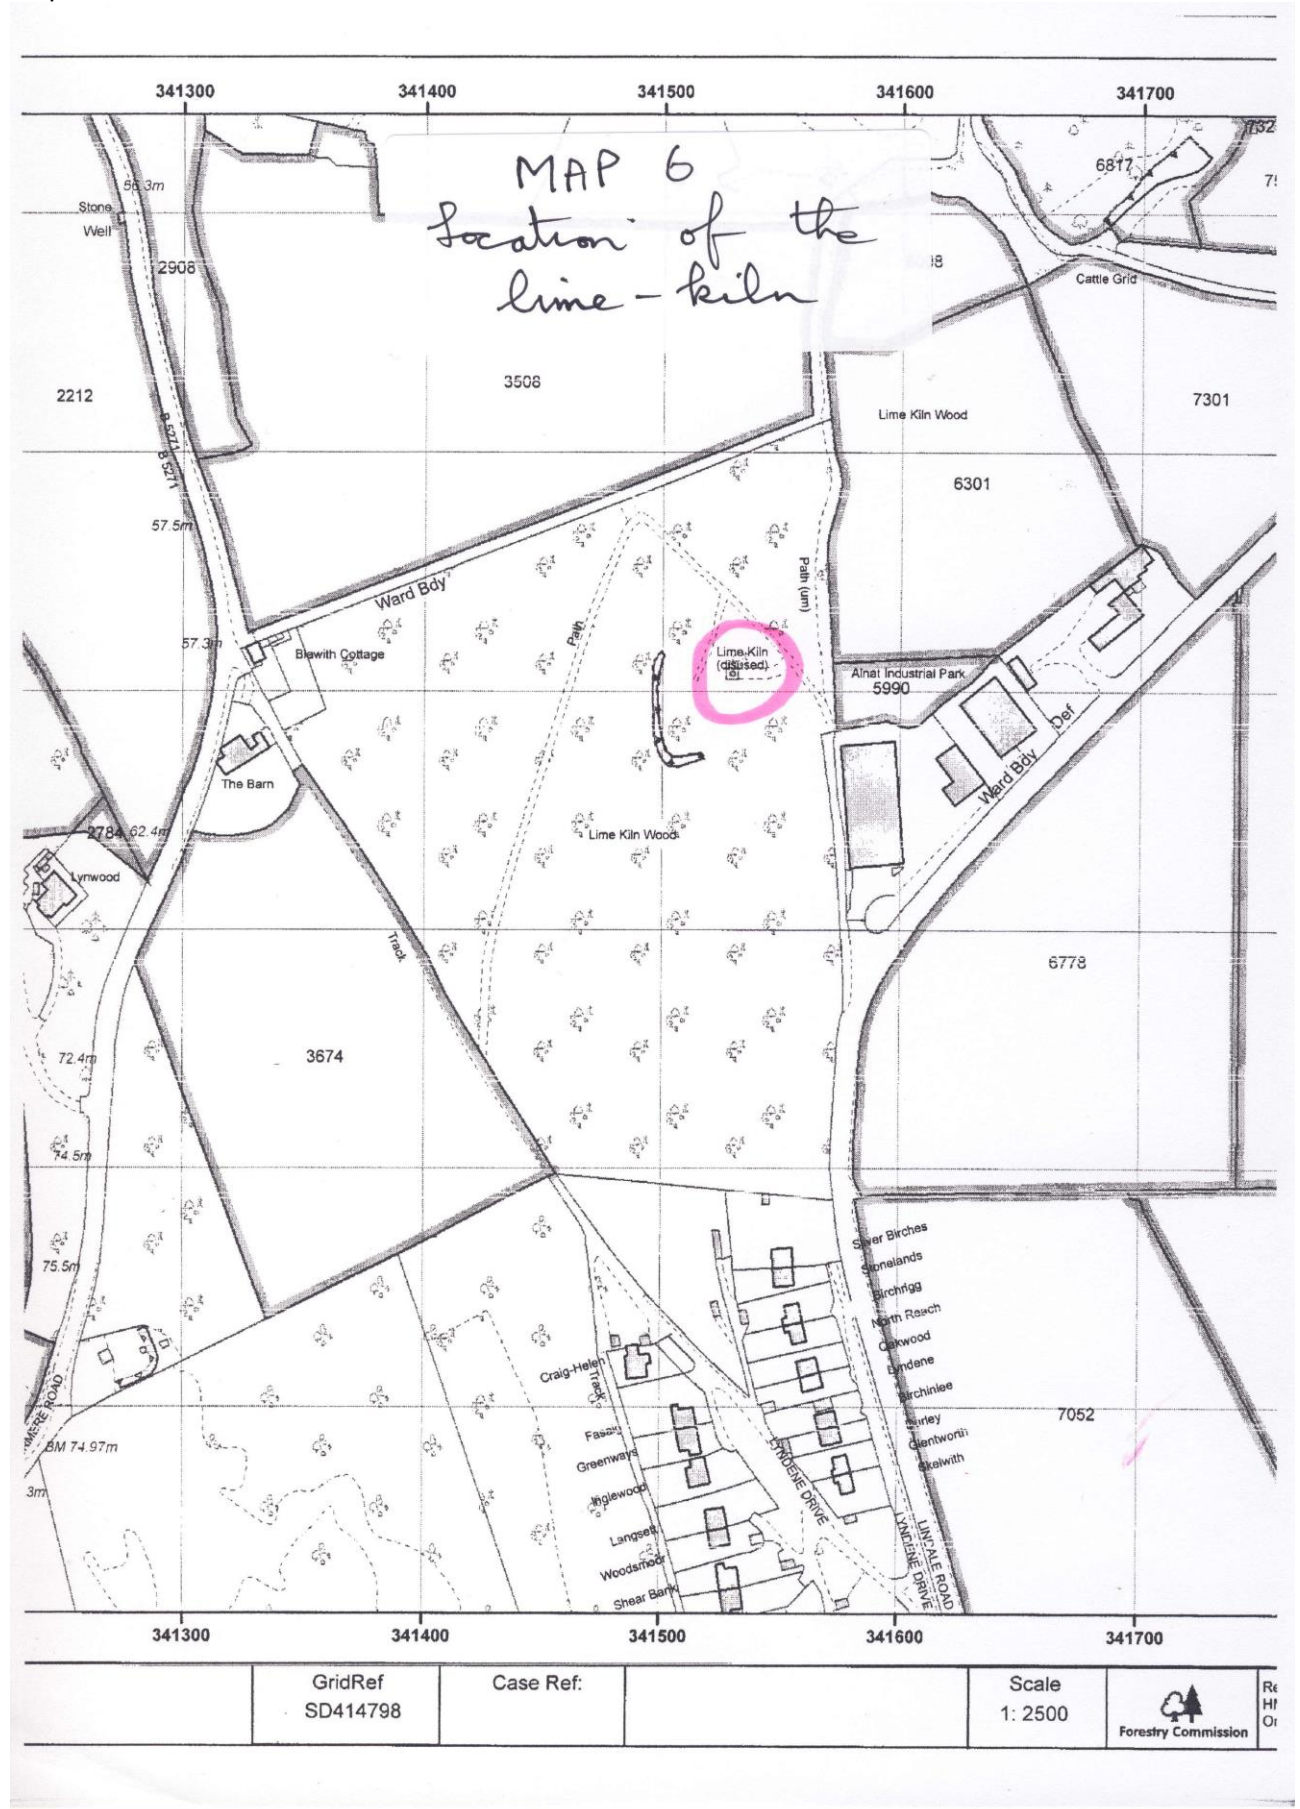 341300
341400
341500
341600
341700
MAP 6
Location of the
lime - kiln
6817
Stone
Well
2908
Cattle Grid
3508
2212
7301
Lime Kiln Wood
B 5271
B 5271
6301
57.5m
Ward Bdy
Path
Path (um)
57.3m
Blewith Cottage
Lime Kiln
(disused)
Alnat Industrial Park
5990
Def
Ward Bdy
The Barn
2784
62.4m
Lime Kiln Wood
Lynwood
Track
6778
72.4m
3674
74.5m
75.5m
Silver Birches
Stonelands
Birchrigg
North Reach
Oakwood
Lyndene
Birchinlee
Glentworth
Skelwith
Craig-Helen
Track
7052
BM 74.97m
3m
Greenways
Inglewood
Langsett
Woodsmoor
Shear Bank
LYNDENE DRIVE
LYNDENE DRIVE
LINDALE ROAD
341300
341400
341500
341600
341700
GridRef
SD414798
Case Ref:
Scale
1: 2500
Forestry Commission